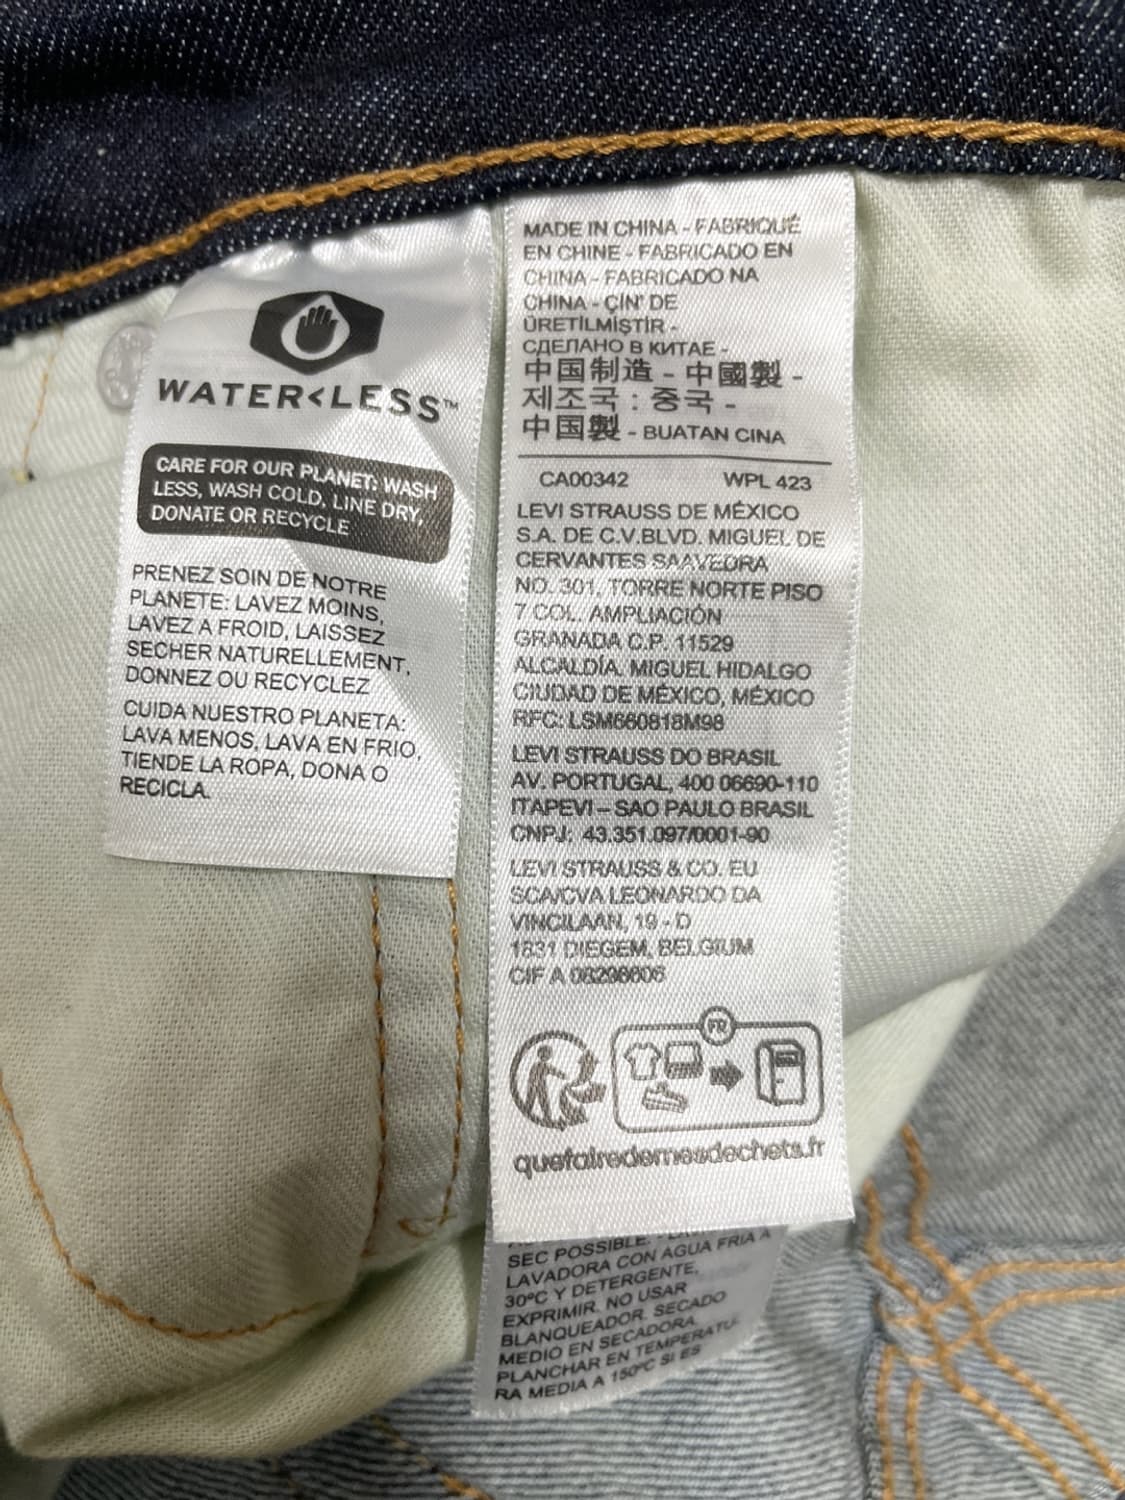 WATER<LESS™
CARE FOR OUR PLANET: WASH
LESS, WASH COLD, LINE DRY,
DONATE OR RECYCLE
PRENEZ SOIN DE NOTRE
PLANETE: LAVEZ MOINS,
LAVEZ A FROID, LAISSEZ
SECHER NATURELLEMENT,
DONNEZ OU RECYCLEZ
CUIDA NUESTRO PLANETA:
LAVA MENOS, LAVA EN FRIO,
TIENDE LA ROPA, DONA O
RECICLA.
MADE IN CHINA - FABRIQUÉ
EN CHINE - FABRICADO EN
CHINA - FABRICADO NA
CHINA - ÇİN' DE
ÜRETİLMİŞTİR -
СДЕЛАНО В КИТАЕ -
中国制造 - 中國製 -
제조국 : 중국 -
中国製 - BUATAN CINA
CA00342 WPL 423
LEVI STRAUSS DE MÉXICO
S.A. DE C.V.BLVD. MIGUEL DE
CERVANTES SAAVEDRA
NO. 301, TORRE NORTE PISO
7 COL. AMPLIACIÓN
GRANADA C.P. 11529
ALCALDÍA. MIGUEL HIDALGO
CIUDAD DE MÉXICO, MÉXICO
RFC: LSM660818M98
LEVI STRAUSS DO BRASIL
AV. PORTUGAL, 400 06690-110
ITAPEVI – SAO PAULO BRASIL
CNPJ: 43.351.097/0001-90
LEVI STRAUSS & CO. EU
SCA/CVA LEONARDO DA
VINCILAAN, 19 - D
1831 DIEGEM, BELGIUM
CIF A 08298606
FR
quefairedemesdechets.fr
SEC POSSIBLE.
LAVADORA CON AGUA FRIA A
30ºC Y DETERGENTE,
EXPRIMIR. NO USAR
BLANQUEADOR. SECADO
MEDIO EN SECADORA.
PLANCHAR EN TEMPERATU
RA MEDIA A 150ºC SI ES